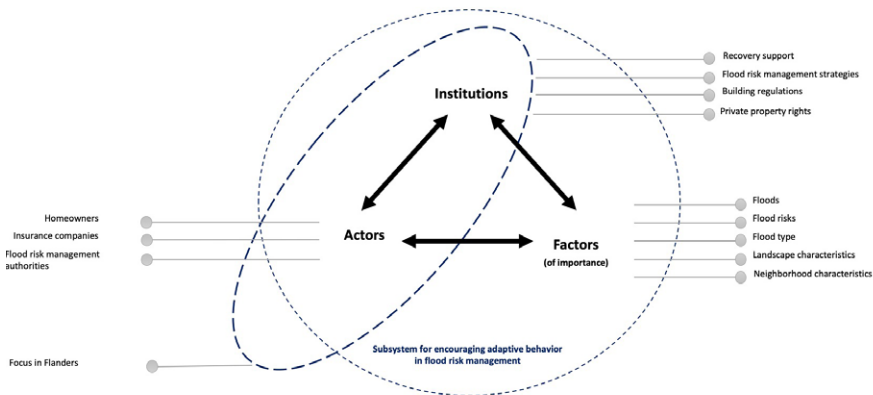 Recovery support
Flood risk management strategies
Building regulations
Private property rights
Institutions
Homeowners
Insurance companies
Flood risk management
authorities
Actors
Factors
(of importance)
Floods
Flood risks
Flood type
Landscape characteristics
Neighborhood characteristics
Subsystem for encouraging adaptive behavior
in flood risk management
Focus in Flanders